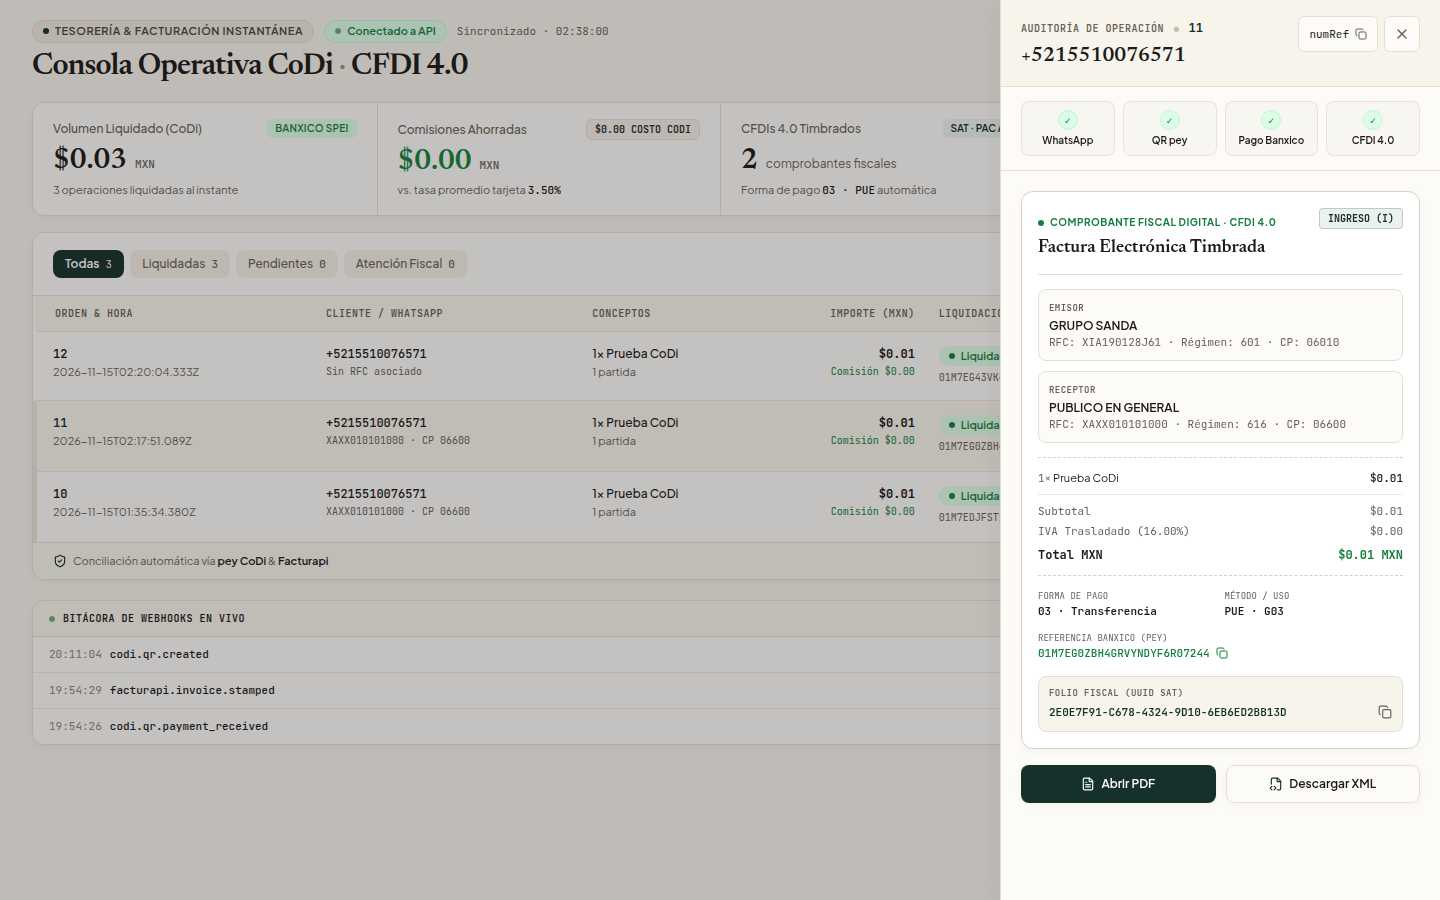 TESORERÍA & FACTURACIÓN INSTANTÁNEA
Conectado a API
Sincronizado · 02:38:00
Consola Operativa CoDi · CFDI 4.0
Volumen Liquidado (CoDi)
BANXICO SPEI
$0.03 MXN
3 operaciones liquidadas al instante
Comisiones Ahorradas
$0.00 COSTO CODI
$0.00 MXN
vs. tasa promedio tarjeta 3.50%
CFDIs 4.0 Timbrados
SAT · PAC
2 comprobantes fiscales
Forma de pago 03 · PUE automática
Todas 3
Liquidadas 3
Pendientes 0
Atención Fiscal 0
ORDEN & HORA
CLIENTE / WHATSAPP
CONCEPTOS
IMPORTE (MXN)
LIQUIDACIÓ
12
+5215510076571
1× Prueba CoDi
$0.01
Liquida
2026-11-15T02:20:04.333Z
Sin RFC asociado
1 partida
Comisión $0.00
01M7EG43VK
11
+5215510076571
1× Prueba CoDi
$0.01
Liquida
2026-11-15T02:17:51.089Z
XAXX010101000 · CP 06600
1 partida
Comisión $0.00
01M7EG0ZBH
10
+5215510076571
1× Prueba CoDi
$0.01
Liquida
2026-11-15T01:35:34.380Z
XAXX010101000 · CP 06600
1 partida
Comisión $0.00
01M7EDJFST
Conciliación automática vía pey CoDi & Facturapi
BITÁCORA DE WEBHOOKS EN VIVO
20:11:04 codi.qr.created
19:54:29 facturapi.invoice.stamped
19:54:26 codi.qr.payment_received
AUDITORÍA DE OPERACIÓN 11
+5215510076571
numRef
WhatsApp
QR pey
Pago Banxico
CFDI 4.0
COMPROBANTE FISCAL DIGITAL · CFDI 4.0
INGRESO (I)
Factura Electrónica Timbrada
EMISOR
GRUPO SANDA
RFC: XIA190128J61 · Régimen: 601 · CP: 06010
RECEPTOR
PUBLICO EN GENERAL
RFC: XAXX010101000 · Régimen: 616 · CP: 06600
1× Prueba CoDi $0.01
Subtotal $0.01
IVA Trasladado (16.00%) $0.00
Total MXN $0.01 MXN
FORMA DE PAGO
03 · Transferencia
MÉTODO / USO
PUE · G03
REFERENCIA BANXICO (PEY)
01M7EG0ZBH4GRVYNDYF6R07244
FOLIO FISCAL (UUID SAT)
2E0E7F91-C678-4324-9D10-6EB6ED2BB13D
Abrir PDF
Descargar XML